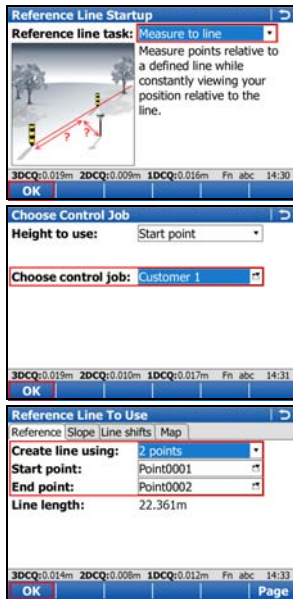 Reference Line Startup
Reference line task: Measure to line
Measure points relative to a defined line while constantly viewing your position relative to the line.
? ?
3DCQ:0.019m 2DCQ:0.009m 1DCQ:0.016m Fn abc 14:30
OK
Choose Control Job
Height to use: Start point
Choose control job: Customer 1
3DCQ:0.019m 2DCQ:0.010m 1DCQ:0.017m Fn abc 14:31
OK
Reference Line To Use
Reference Slope Line shifts Map
Create line using: 2 points
Start point: Point0001
End point: Point0002
Line length: 22.361m
3DCQ:0.014m 2DCQ:0.008m 1DCQ:0.012m Fn abc 14:33
OK Page